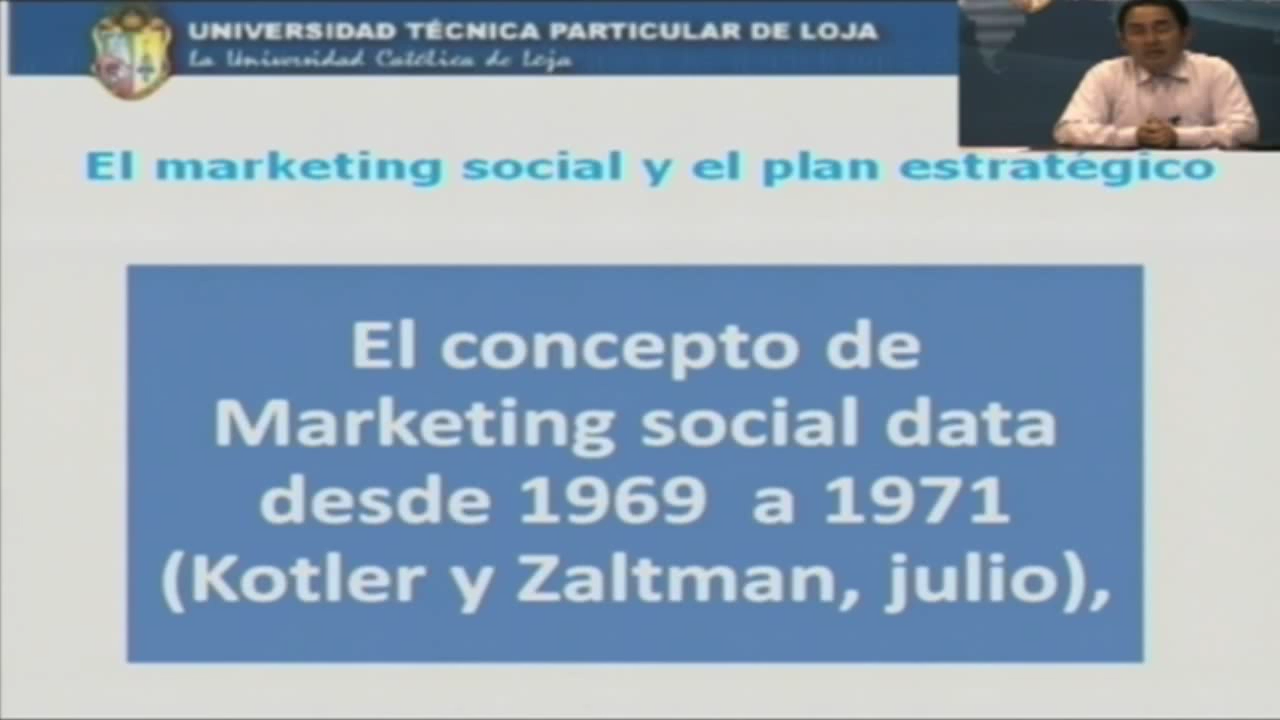 UNIVERSIDAD TÉCNICA PARTICULAR DE LOJA
La Universidad Católica de Loja
El marketing social y el plan estratégico
El concepto de
Marketing social data
desde 1969 a 1971
(Kotler y Zaltman, julio),